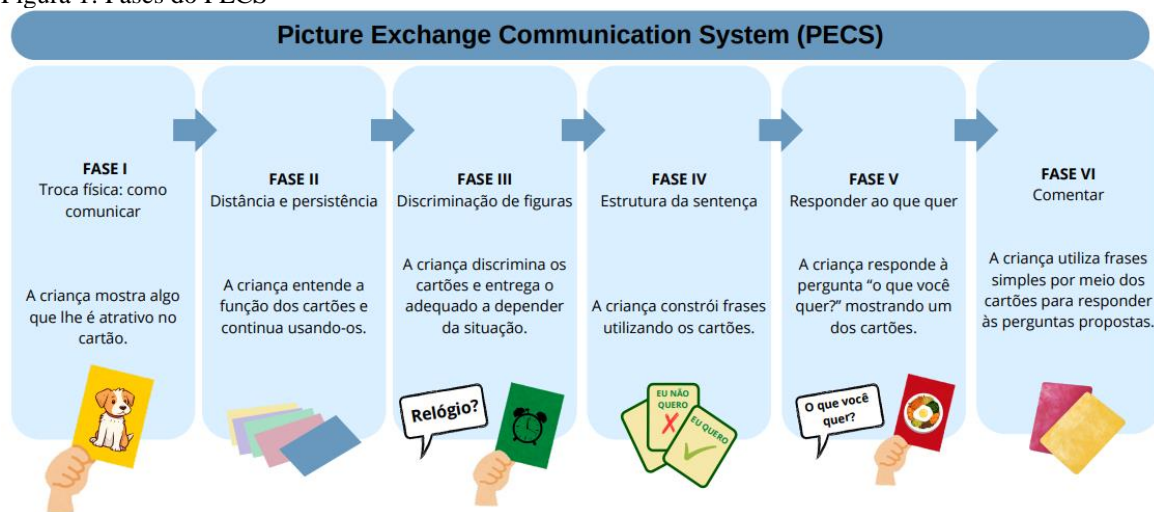 Figura 1: Fases do PECS
Picture Exchange Communication System (PECS)
FASE I
Troca física: como
comunicar
A criança mostra algo
que lhe é atrativo no
cartão.
FASE II
Distância e persistência
A criança entende a
função dos cartões e
continua usando-os.
FASE III
Discriminação de figuras
A criança discrimina os
cartões e entrega o
adequado a depender
da situação.
Relógio?
FASE IV
Estrutura da sentença
A criança constrói frases
utilizando os cartões.
EU NÃO
QUERO
EU QUERO
FASE V
Responder ao que quer
A criança responde à
pergunta “o que você
quer?” mostrando um
dos cartões.
O que você
quer?
FASE VI
Comentar
A criança utiliza frases
simples por meio dos
cartões para responder
às perguntas propostas.